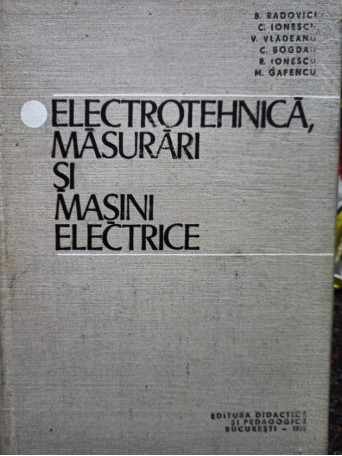 B. RADOVICI
C. IONESCU
V. VLĂDEANU
C. BOGDAN
R. IONESCU
M. GAFENCU
ELECTROTEHNICĂ,
MĂSURĂRI
ȘI
MAȘINI
ELECTRICE
EDITURA DIDACTICĂ
ȘI PEDAGOGICĂ
BUCUREȘTI –